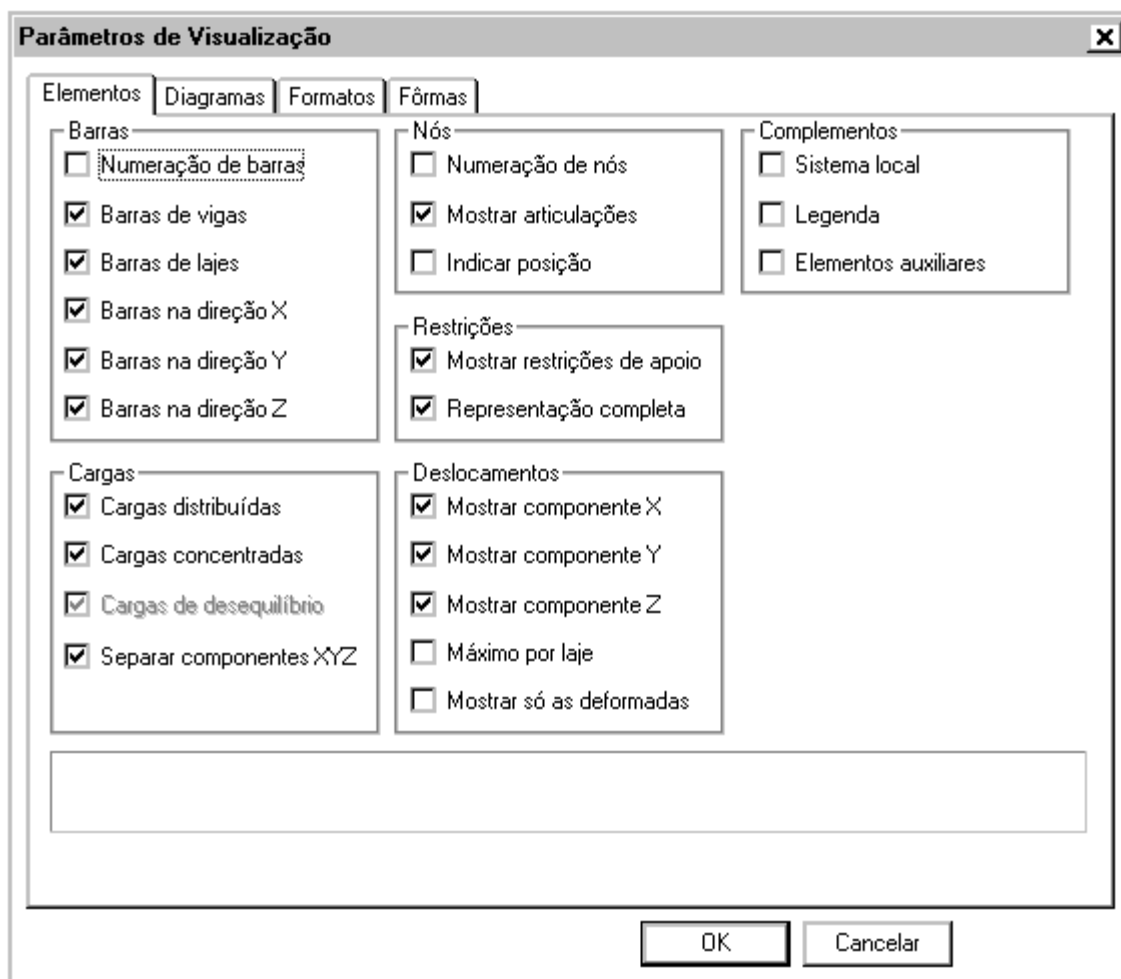 Parâmetros de Visualização
Elementos
Diagramas
Formatos
Fôrmas
Barras
Numeração de barras
Barras de vigas
Barras de lajes
Barras na direção X
Barras na direção Y
Barras na direção Z
Nós
Numeração de nós
Mostrar articulações
Indicar posição
Complementos
Sistema local
Legenda
Elementos auxiliares
Restrições
Mostrar restrições de apoio
Representação completa
Cargas
Cargas distribuídas
Cargas concentradas
Cargas de desequilíbrio
Separar componentes XYZ
Deslocamentos
Mostrar componente X
Mostrar componente Y
Mostrar componente Z
Máximo por laje
Mostrar só as deformadas
OK
Cancelar